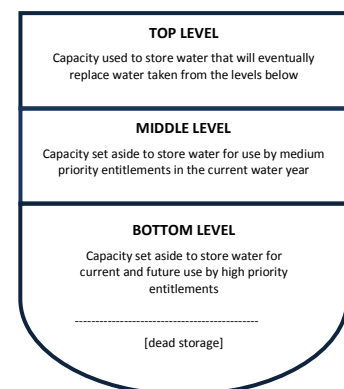 TOP LEVEL
Capacity used to store water that will eventually
replace water taken from the levels below
MIDDLE LEVEL
Capacity set aside to store water for use by medium
priority entitlements in the current water year
BOTTOM LEVEL
Capacity set aside to store water for
current and future use by high priority
entitlements
[dead storage]